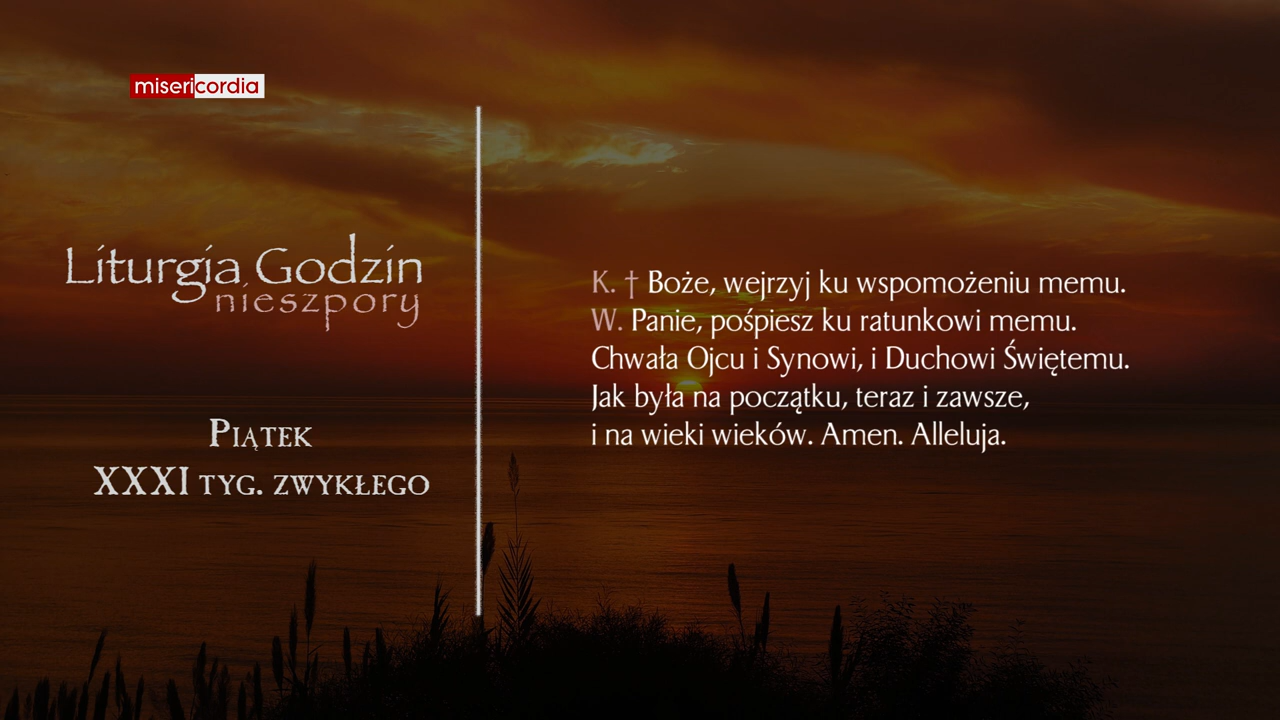 misericordia
Liturgia Godzin
nieszpory
Piątek
XXXI tyg. zwykłego
K. † Boże, wejrzyj ku wspomożeniu memu.
W. Panie, pośpiesz ku ratunkowi memu.
Chwała Ojcu i Synowi, i Duchowi Świętemu.
Jak była na początku, teraz i zawsze,
i na wieki wieków. Amen. Alleluja.